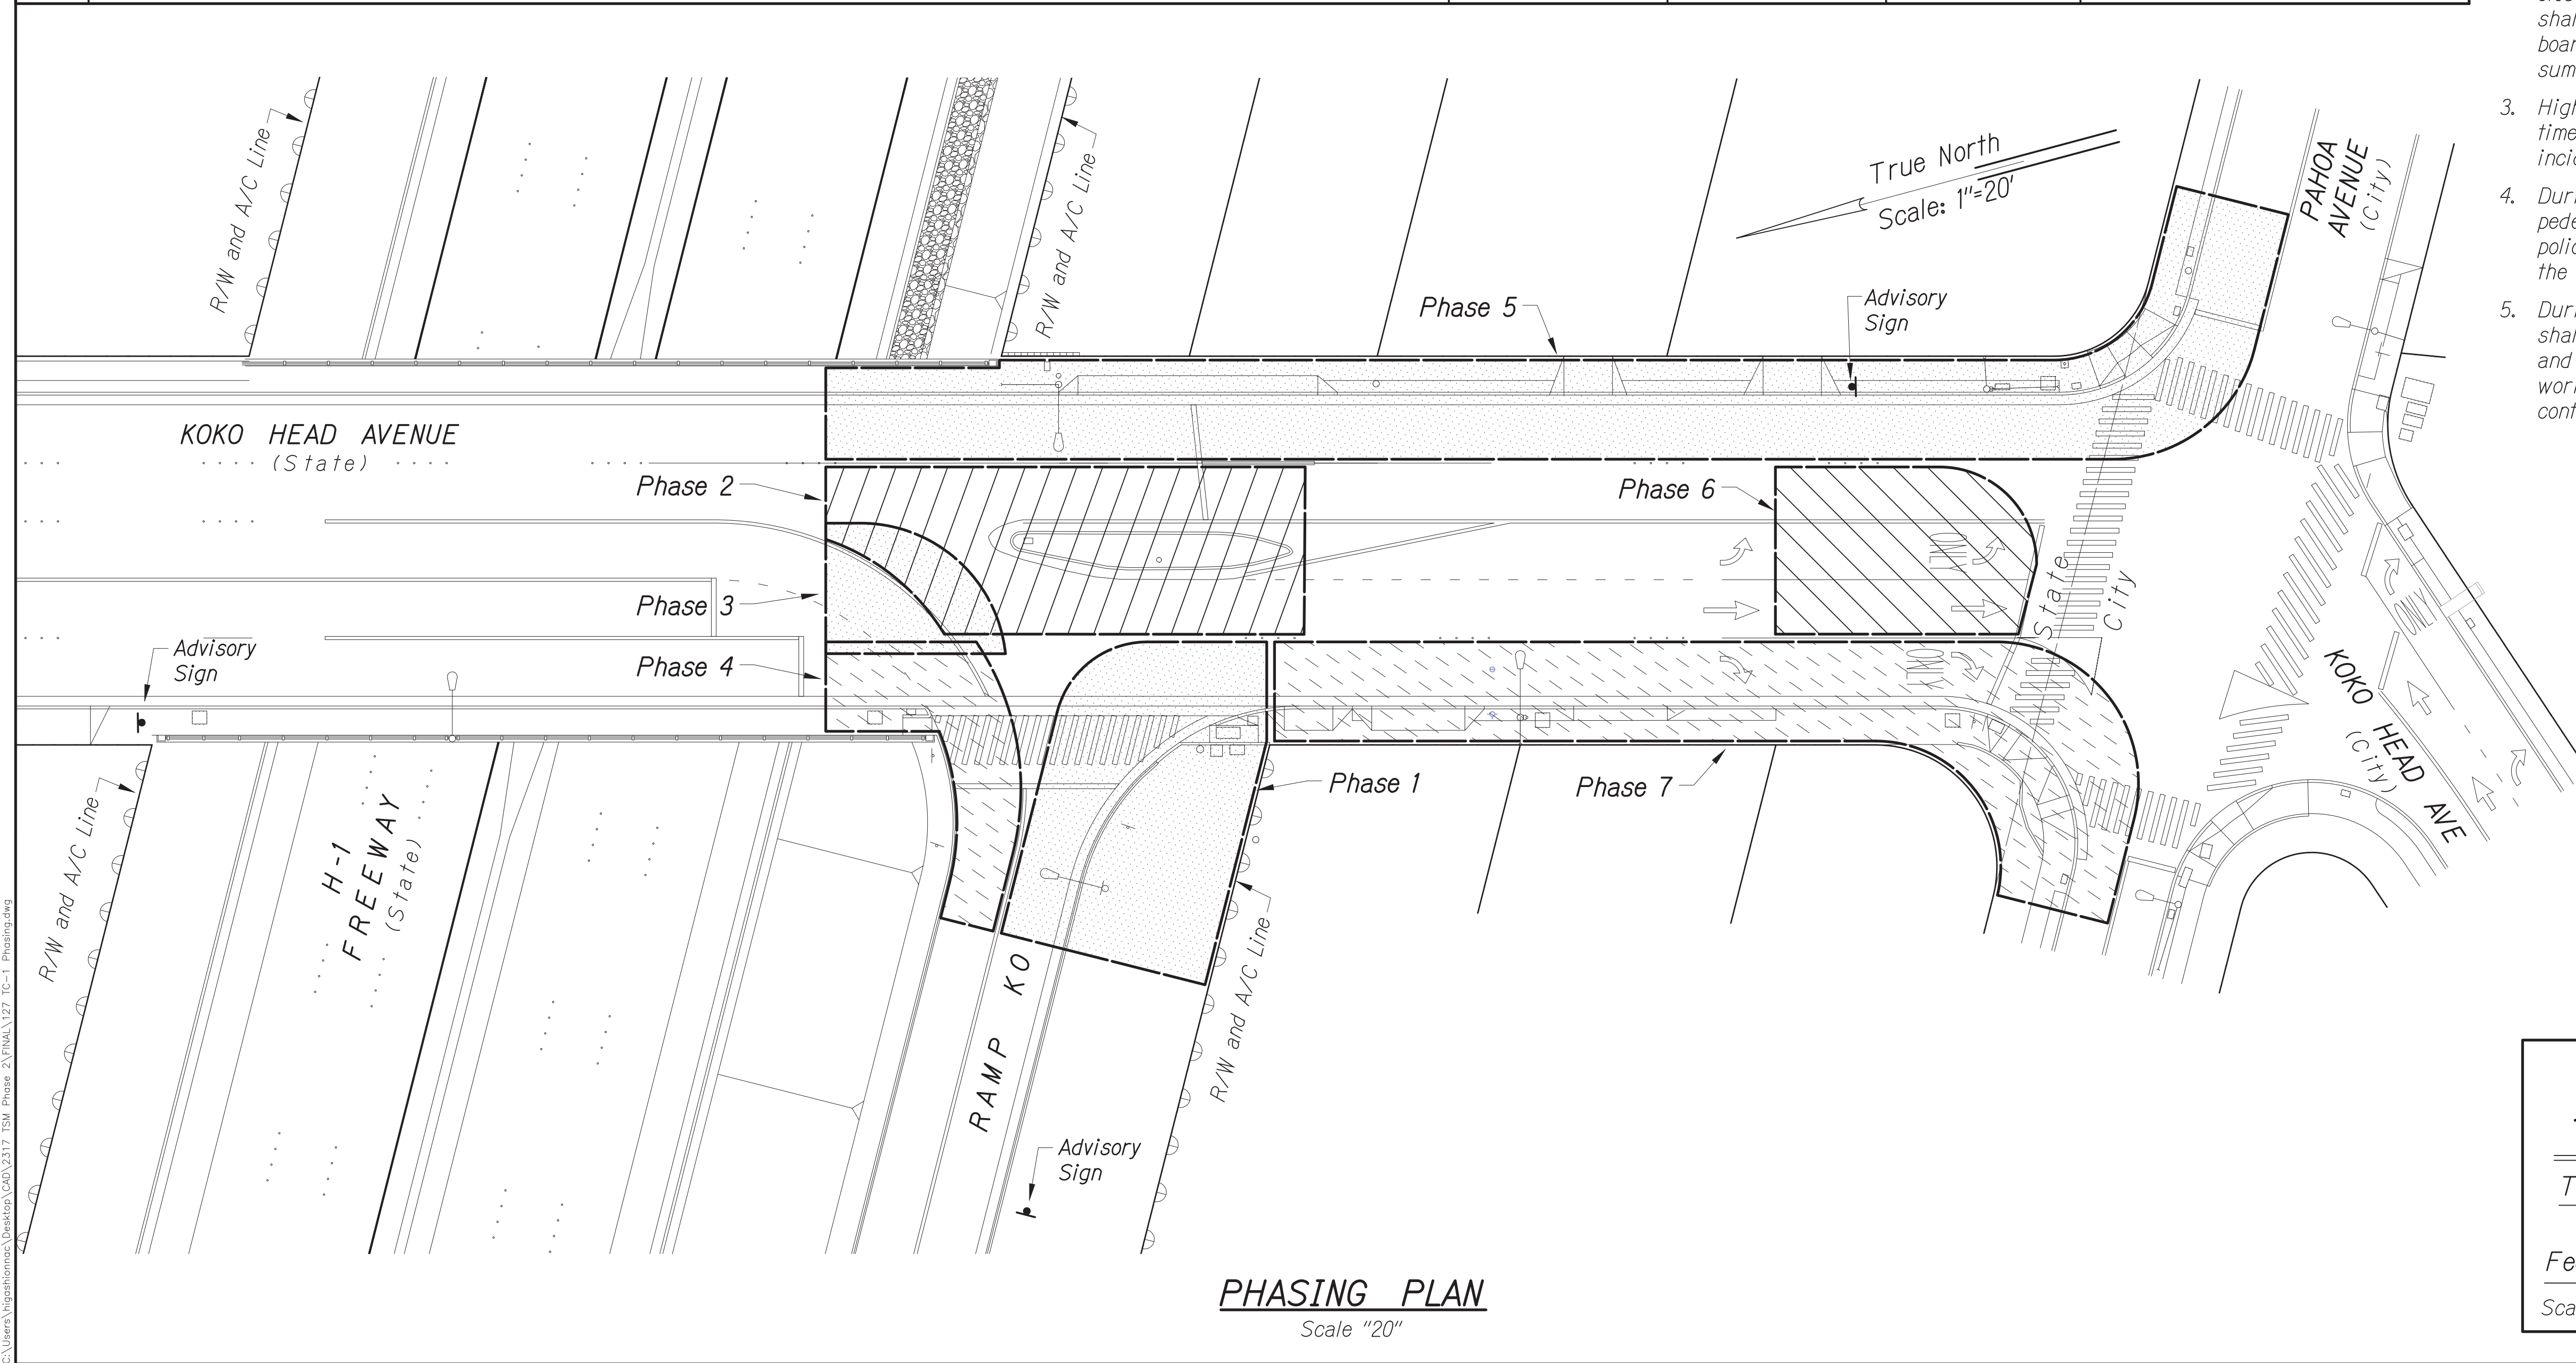 shal
boar
sum
3. High
time
inci
4. Duri
pede
polic
the
5. Duri
shal
and
work
conf
R/W and A/C Line
R/W and A/C Line
True North
Scale: 1"=20'
PAHOA
AVENUE
(City)
Phase 5
Advisory
Sign
KOKO HEAD AVENUE
(State)
Phase 2
Phase 6
ONLY
Phase 3
State
City
ONLY
Advisory
Sign
Phase 4
ONLY
KOKO HEAD AVE
(City)
Phase 1
Phase 7
R/W and A/C Line
H-1
FREEWAY
(State)
R/W and A/C Line
RAMP KO
Advisory
Sign
PHASING PLAN
Scale "20"
T
Fe
Sca
C:\Users\higashionnac\Desktop\CAD\2317 TSM Phase 2\FINAL\127 TC-1 Phasing.dwg